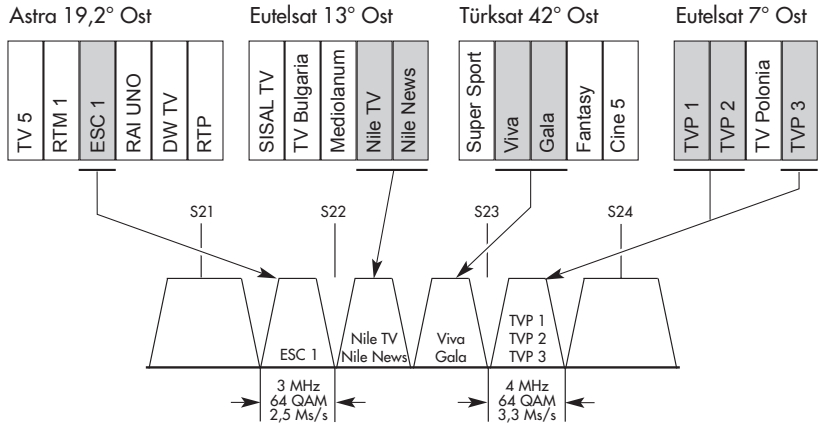 Astra 19,2° Ost
TV 5
RTM 1
ESC 1
RAI UNO
DW TV
RTP
Eutelsat 13° Ost
SISAL TV
TV Bulgaria
Mediolanum
Nile TV
Nile News
Türksat 42° Ost
Super Sport
Viva
Gala
Fantasy
Cine 5
Eutelsat 7° Ost
TVP 1
TVP 2
TV Polonia
TVP 3
S21
S22
S23
S24
ESC 1
Nile TV
Nile News
Viva
Gala
TVP 1
TVP 2
TVP 3
3 MHz
64 QAM
2,5 Ms/s
4 MHz
64 QAM
3,3 Ms/s